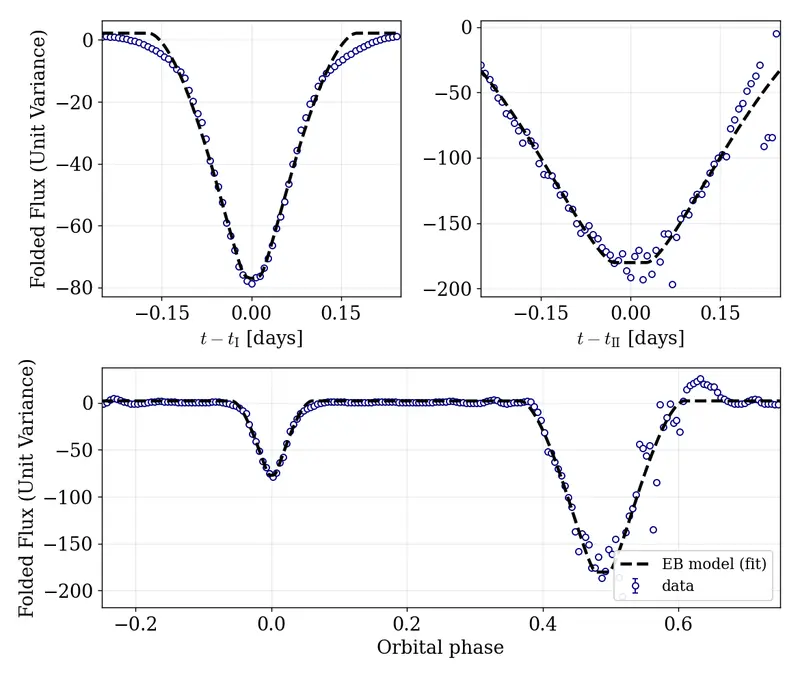 Folded Flux (Unit Variance)
0
−20
−40
−60
−80
−0.15 0.00 0.15
t − tI [days]
0
−50
−100
−150
−200
−0.15 0.00 0.15
t − tII [days]
Folded Flux (Unit Variance)
0
−50
−100
−150
−200
EB model (fit)
data
−0.2 0.0 0.2 0.4 0.6
Orbital phase